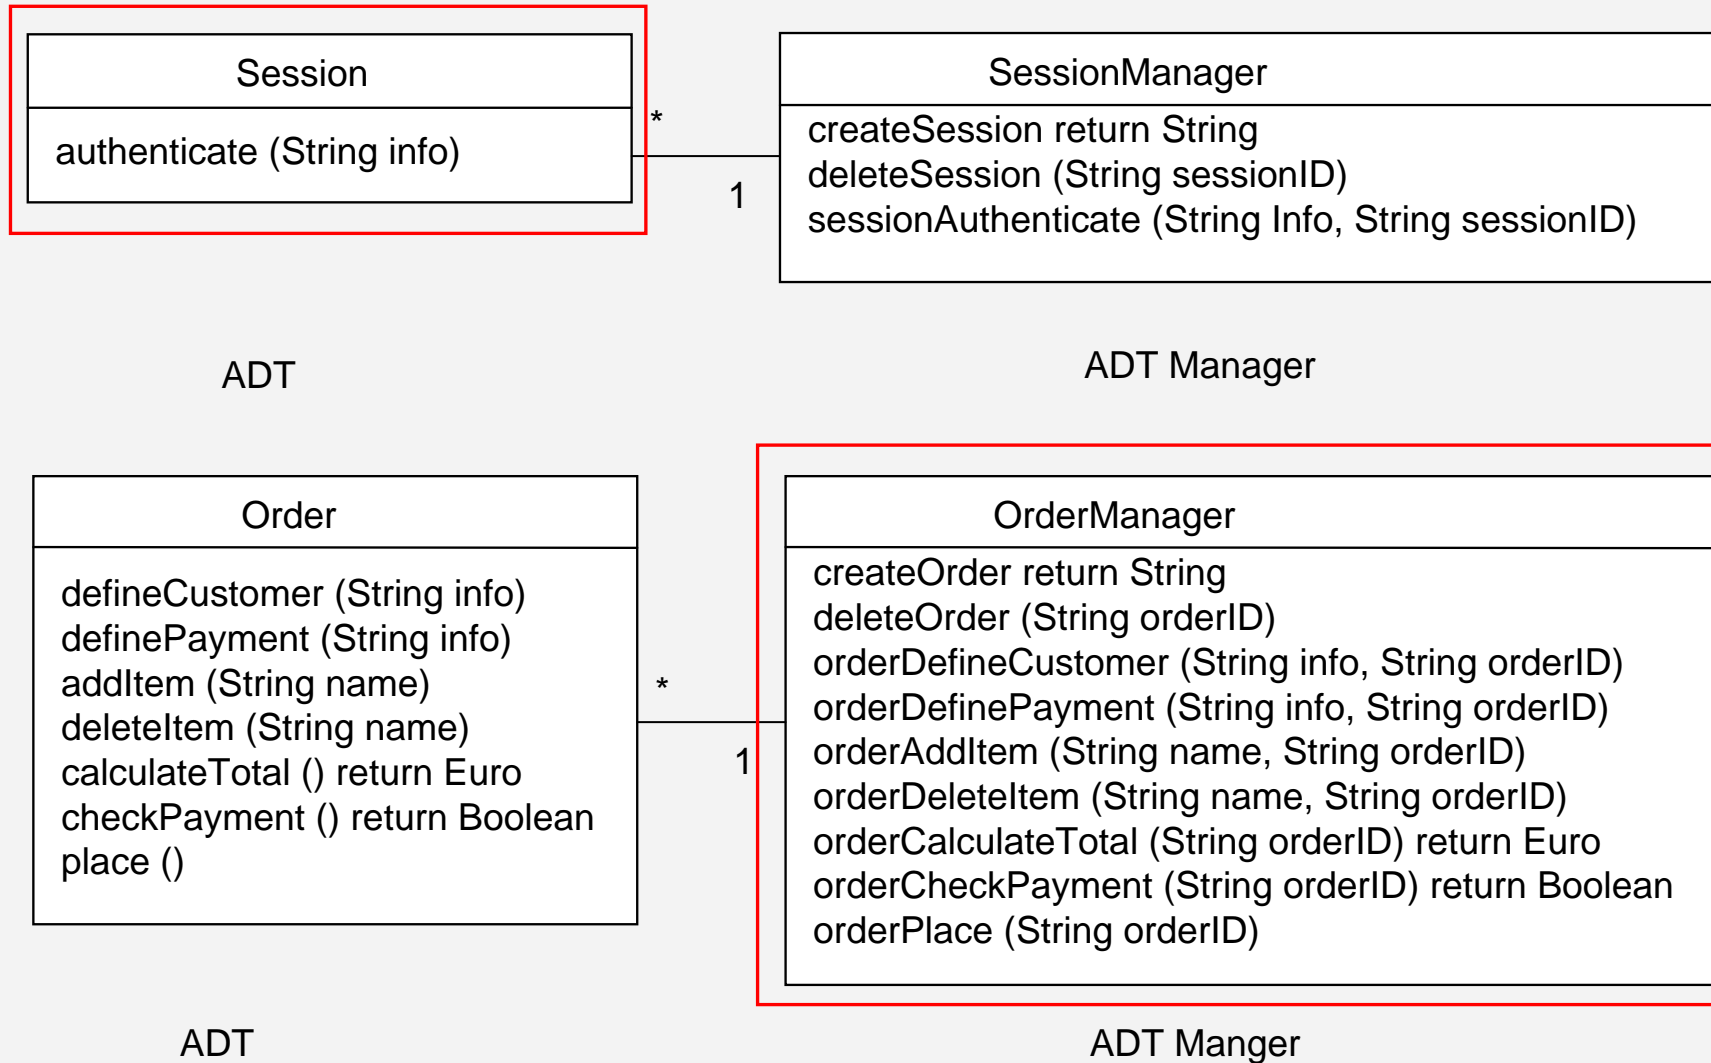 Session
authenticate (String info)
*
1
SessionManager
createSession return String
deleteSession (String sessionID)
sessionAuthenticate (String Info, String sessionID)
ADT
ADT Manager
Order
defineCustomer (String info)
definePayment (String info)
addItem (String name)
deleteItem (String name)
calculateTotal () return Euro
checkPayment () return Boolean
place ()
*
1
OrderManager
createOrder return String
deleteOrder (String orderID)
orderDefineCustomer (String info, String orderID)
orderDefinePayment (String info, String orderID)
orderAddItem (String name, String orderID)
orderDeleteItem (String name, String orderID)
orderCalculateTotal (String orderID) return Euro
orderCheckPayment (String orderID) return Boolean
orderPlace (String orderID)
ADT
ADT Manger